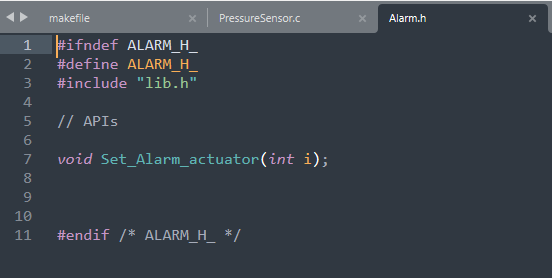 makefile × PressureSensor.c × Alarm.h ×
1 #ifndef ALARM_H_
2 #define ALARM_H_
3 #include "lib.h"
4
5 // APIs
6
7 void Set_Alarm_actuator(int i);
8
9
10
11 #endif /* ALARM_H_ */